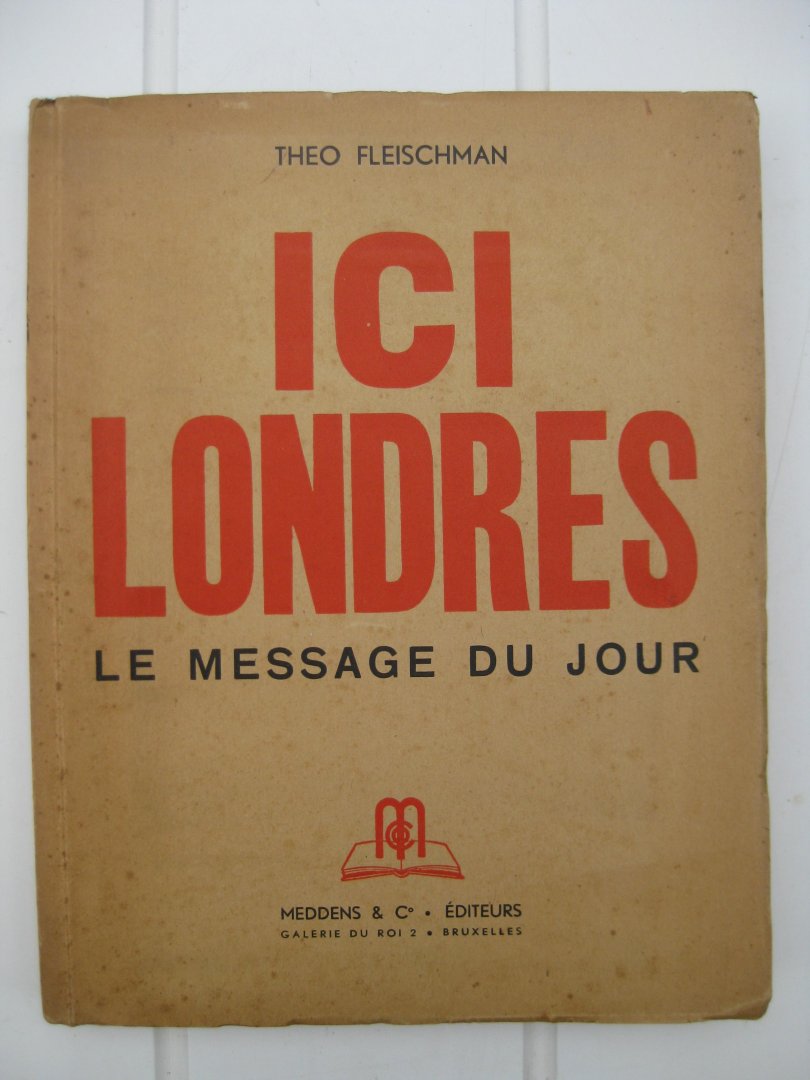 THEO FLEISCHMAN
ICI
LONDRES
LE MESSAGE DU JOUR
MEDDENS & Cº • ÉDITEURS
GALERIE DU ROI 2 • BRUXELLES